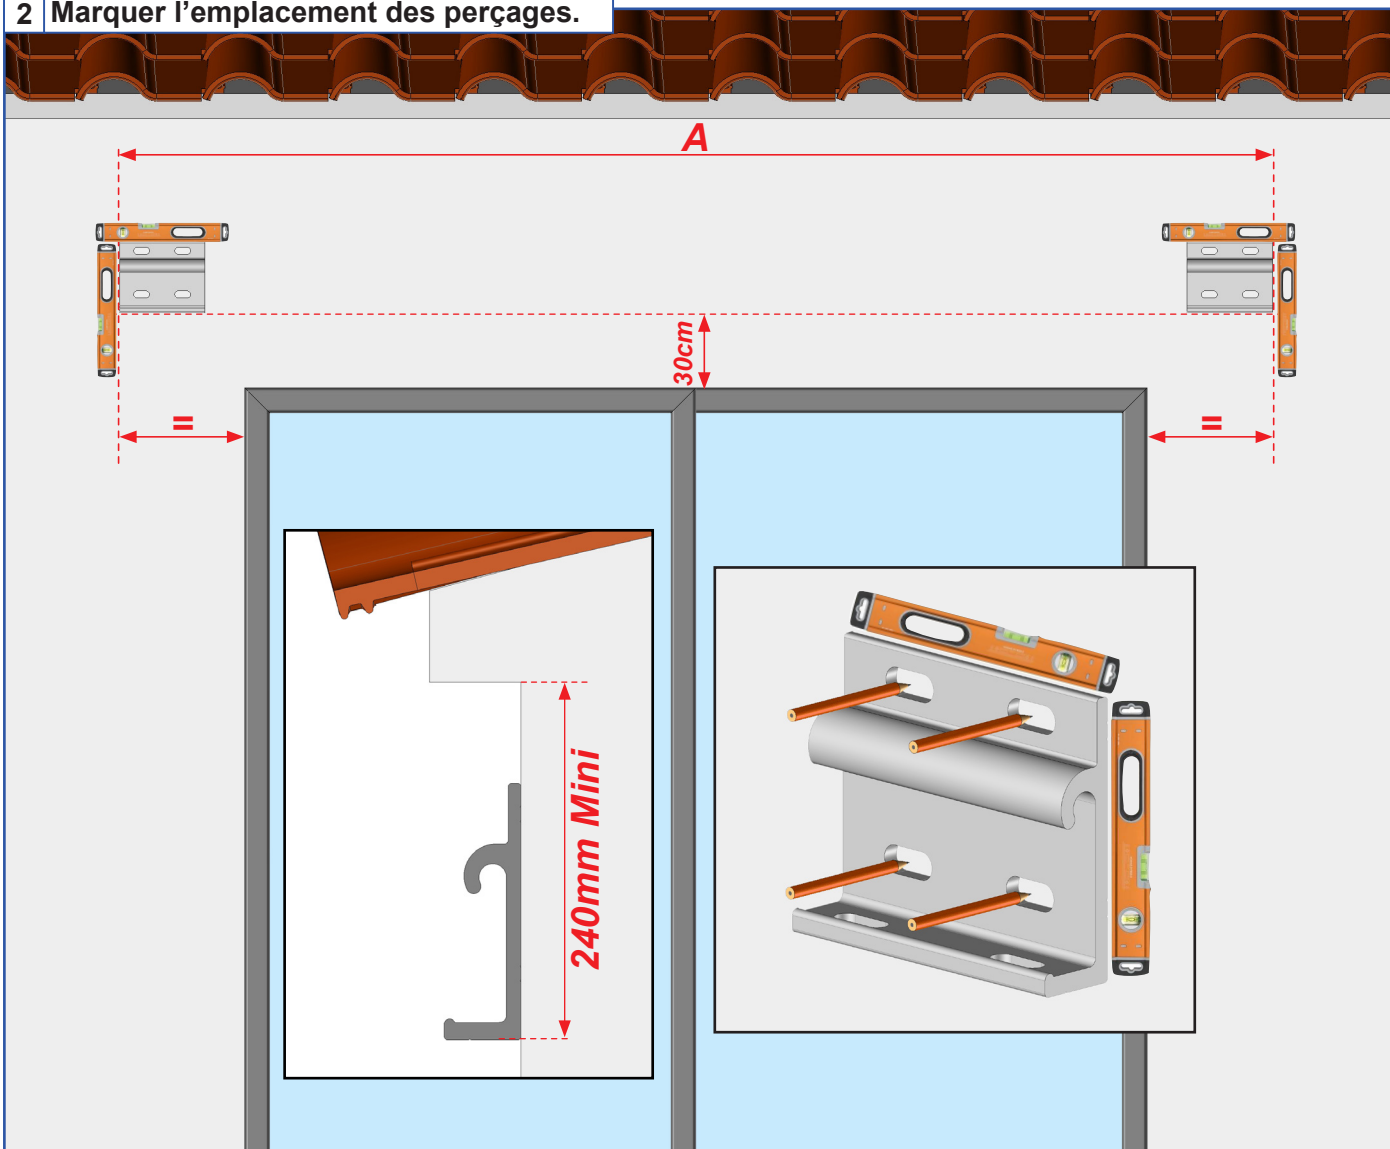 2 Marquer l’emplacement des perçages.
A
30cm
=
=
240mm Mini